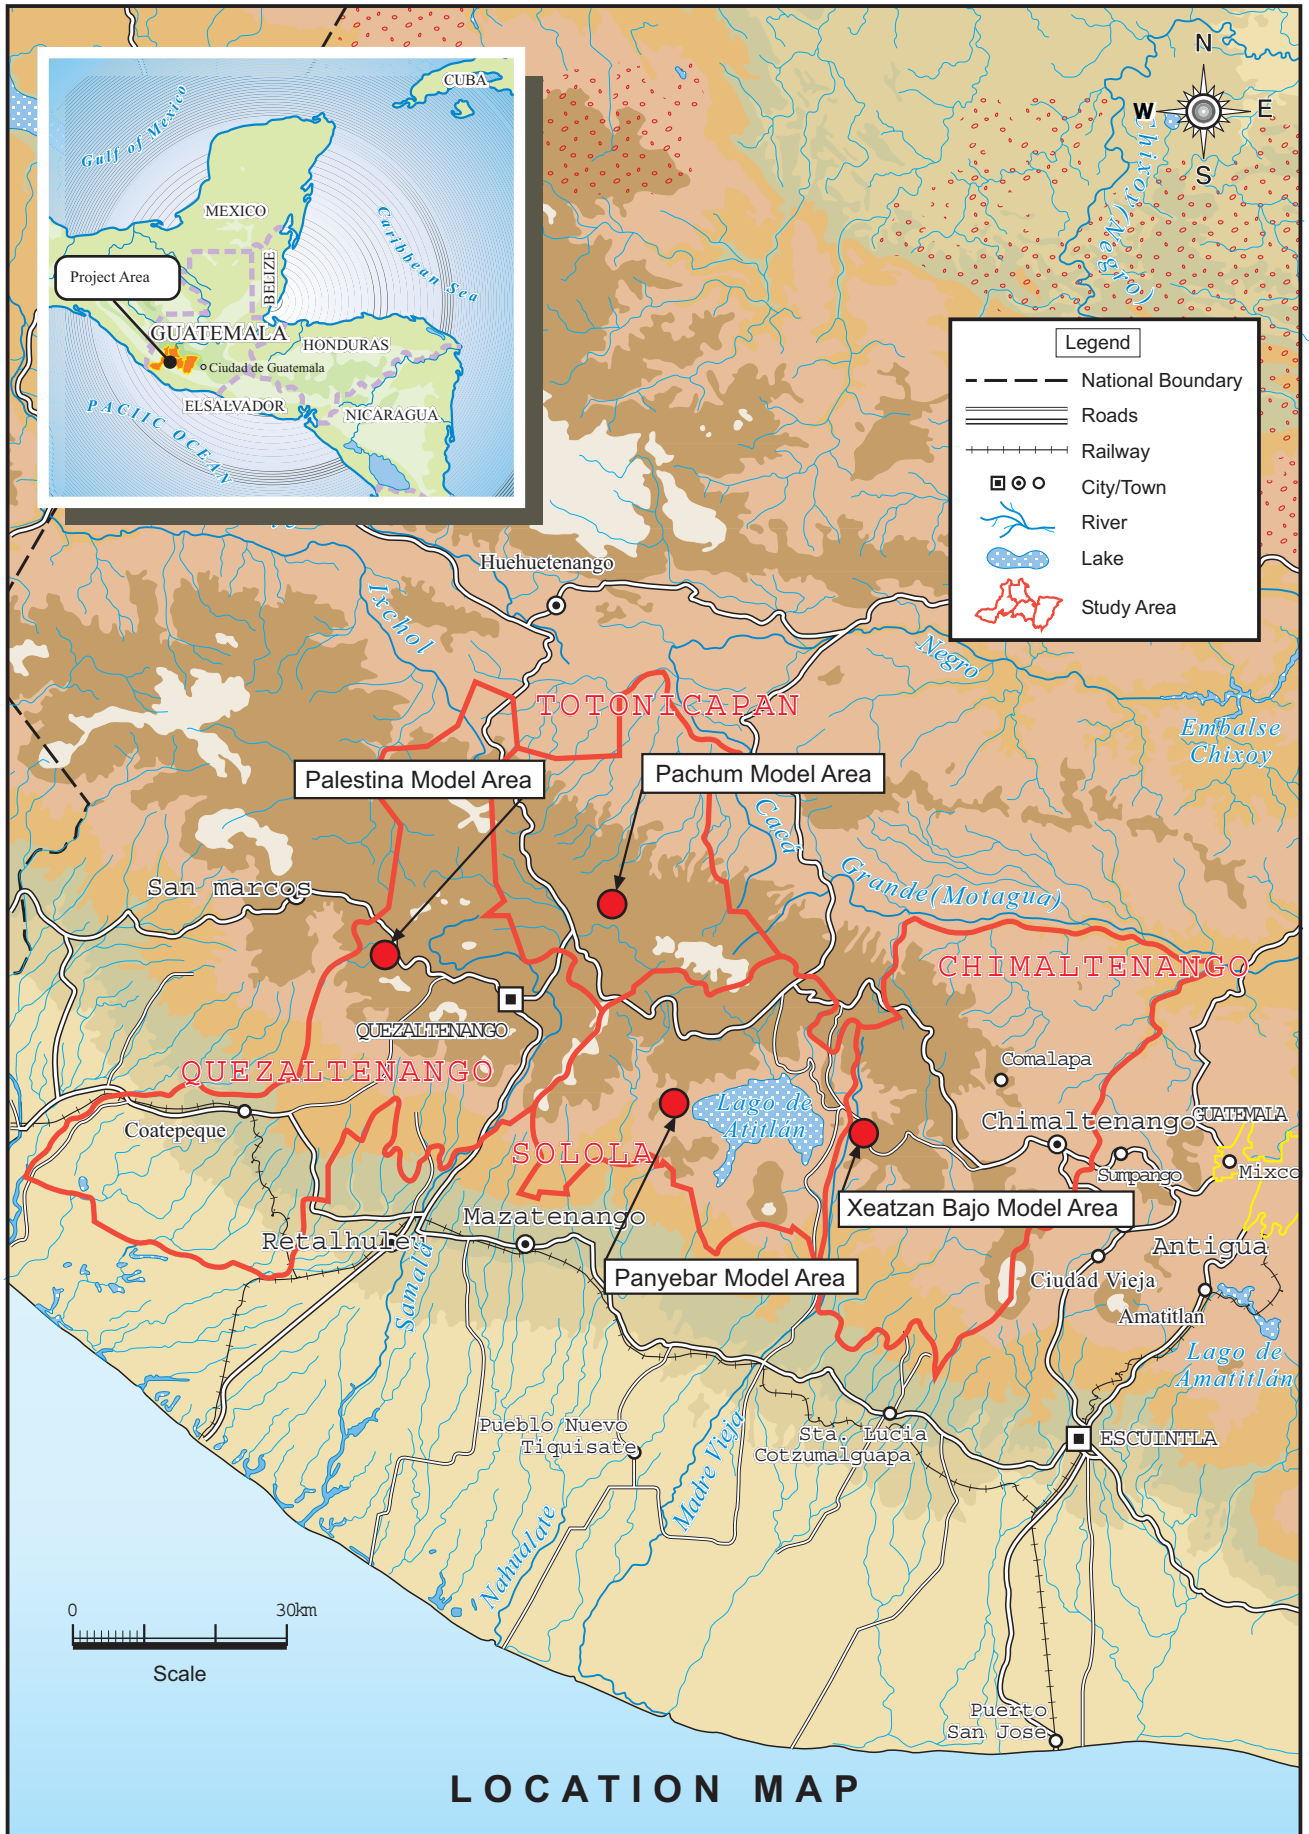 N
W
E
S
CUBA
Gulf of Mexico
MEXICO
Caribbean Sea
BELIZE
Project Area
GUATEMALA
HONDURAS
Ciudad de Guatemala
ELSALVADOR
NICARAGUA
PACIIC OCEAN
Chixoy(Negro)
Legend
National Boundary
Roads
Railway
City/Town
River
Lake
Study Area
Huehuetenango
Ixchol
Negro
TOTONICAPAN
Embalse
Chixoy
Palestina Model Area
Pachum Model Area
Caca
San marcos
Grande(Motagua)
CHIMALTENANGO
QUEZALTENANGO
QUEZALTENANGO
Comalapa
Coatepeque
Lago de
Atitlán
Chimaltenango
GUATEMALA
SOLOLA
Sumpango
Mixco
Mazatenango
Xeatzan Bajo Model Area
Retalhuleu
Antigua
Samala
Panyebar Model Area
Ciudad Vieja
Amatitlan
Lago de
Amatitlán
Pueblo Nuevo
Tiquisate
Madre Vieja
Sta. Lucia
Cotzumalguapa
ESCUINTLA
Nahualate
0 30km
Scale
Puerto
San Jose
LOCATION MAP